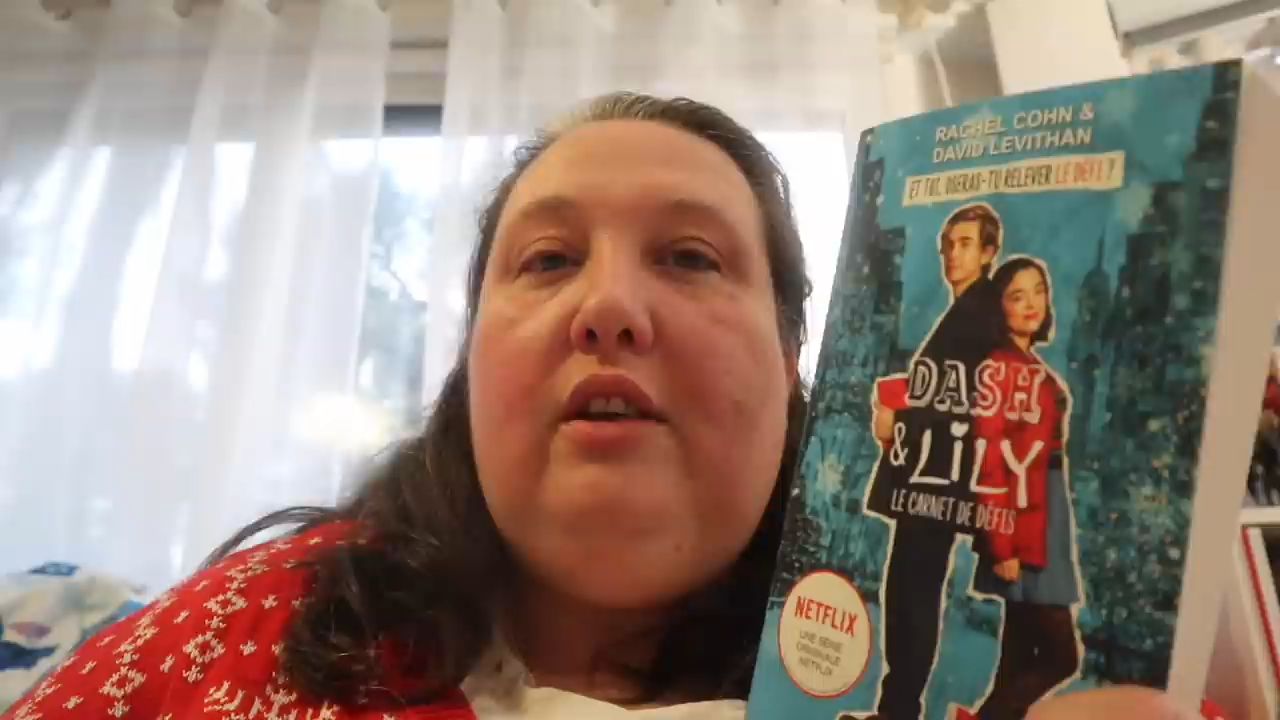 RACHEL COHN &
DAVID LEVITHAN
ET TOI, OSERAS-TU RELEVER LE DÉFI ?
DASH
& LiLY
LE CARNET DE DÉFIS
NETFLIX
UNE SÉRIE
ORIGINALE
NETFLIX